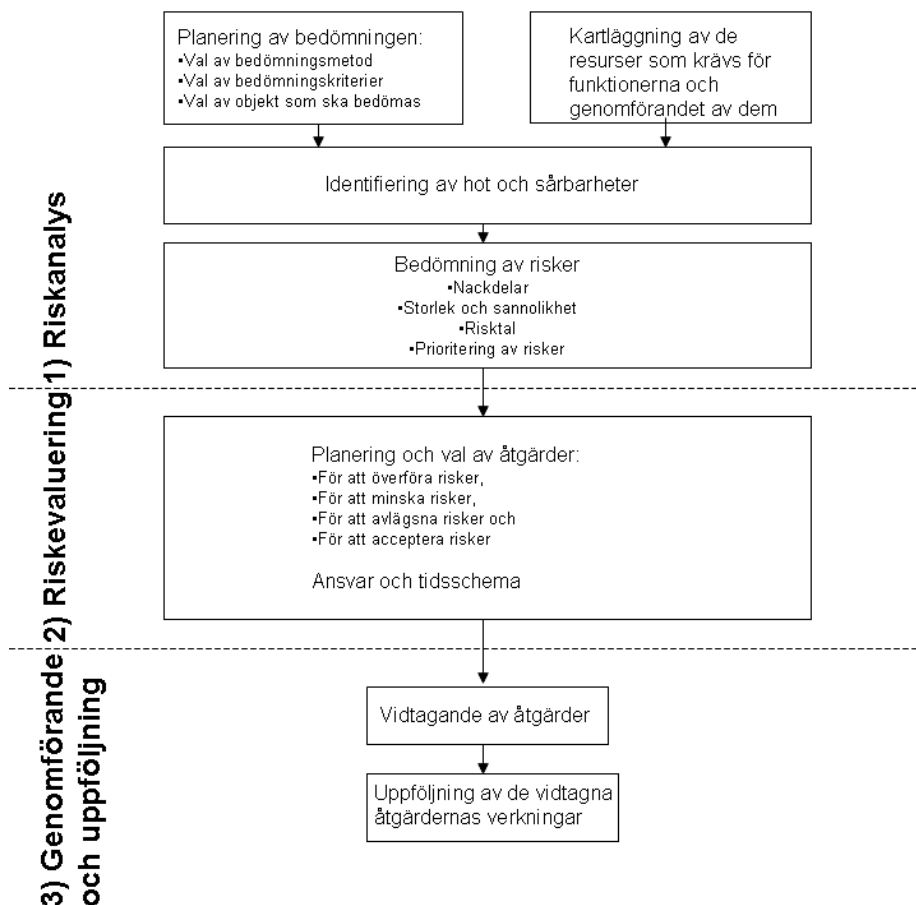 Planering av bedömningen:
▪Val av bedömningsmetod
▪Val av bedömningskriterier
▪Val av objekt som ska bedömas
Kartläggning av de
resurser som krävs för
funktionerna och
genomförandet av dem
Identifiering av hot och sårbarheter
Bedömning av risker
▪Nackdelar
▪Storlek och sannolikhet
▪Risktal
▪Prioritering av risker
1) Riskanalys
Planering och val av åtgärder:
▪För att överföra risker,
▪För att minska risker,
▪För att avlägsna risker och
▪För att acceptera risker
Ansvar och tidsschema
2) Riskevaluering
Vidtagande av åtgärder
Uppföljning av de vidtagna
åtgärdernas verkningar
3) Genomförande
och uppföljning